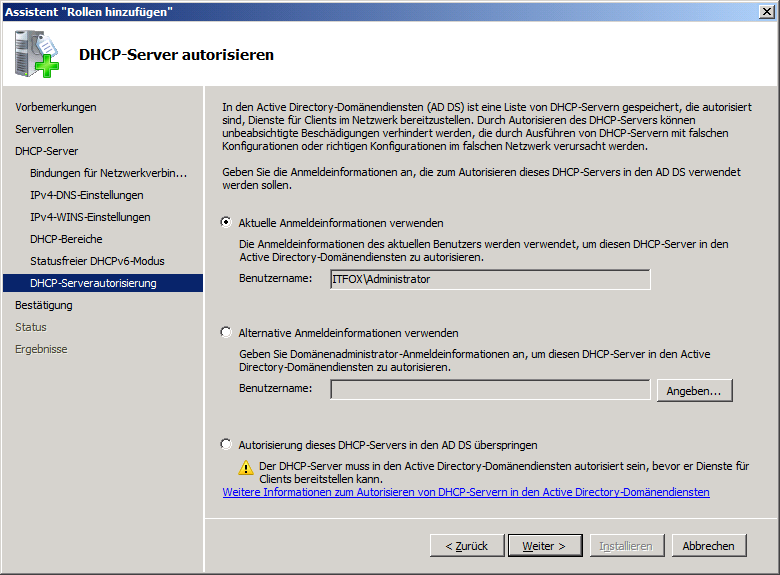 Assistent "Rollen hinzufügen"
DHCP-Server autorisieren
Vorbemerkungen
Serverrollen
DHCP-Server
Bindungen für Netzwerkverbin...
IPv4-DNS-Einstellungen
IPv4-WINS-Einstellungen
DHCP-Bereiche
Statusfreier DHCPv6-Modus
DHCP-Serverautorisierung
Bestätigung
Status
Ergebnisse
In den Active Directory-Domänendiensten (AD DS) ist eine Liste von DHCP-Servern gespeichert, die autorisiert
sind, Dienste für Clients im Netzwerk bereitzustellen. Durch Autorisieren des DHCP-Servers können
unbeabsichtigte Beschädigungen verhindert werden, die durch Ausführen von DHCP-Servern mit falschen
Konfigurationen oder richtigen Konfigurationen im falschen Netzwerk verursacht werden.
Geben Sie die Anmeldeinformationen an, die zum Autorisieren dieses DHCP-Servers in den AD DS verwendet
werden sollen.
Aktuelle Anmeldeinformationen verwenden
Die Anmeldeinformationen des aktuellen Benutzers werden verwendet, um diesen DHCP-Server in den
Active Directory-Domänendiensten zu autorisieren.
Benutzername: ITFOX\Administrator
Alternative Anmeldeinformationen verwenden
Geben Sie Domänenadministrator-Anmeldeinformationen an, um diesen DHCP-Server in den Active
Directory-Domänendiensten zu autorisieren.
Benutzername: Angeben...
Autorisierung dieses DHCP-Servers in den AD DS überspringen
Der DHCP-Server muss in den Active Directory-Domänendiensten autorisiert sein, bevor er Dienste für
Clients bereitstellen kann.
Weitere Informationen zum Autorisieren von DHCP-Servern in den Active Directory-Domänendiensten
< Zurück Weiter > Installieren Abbrechen